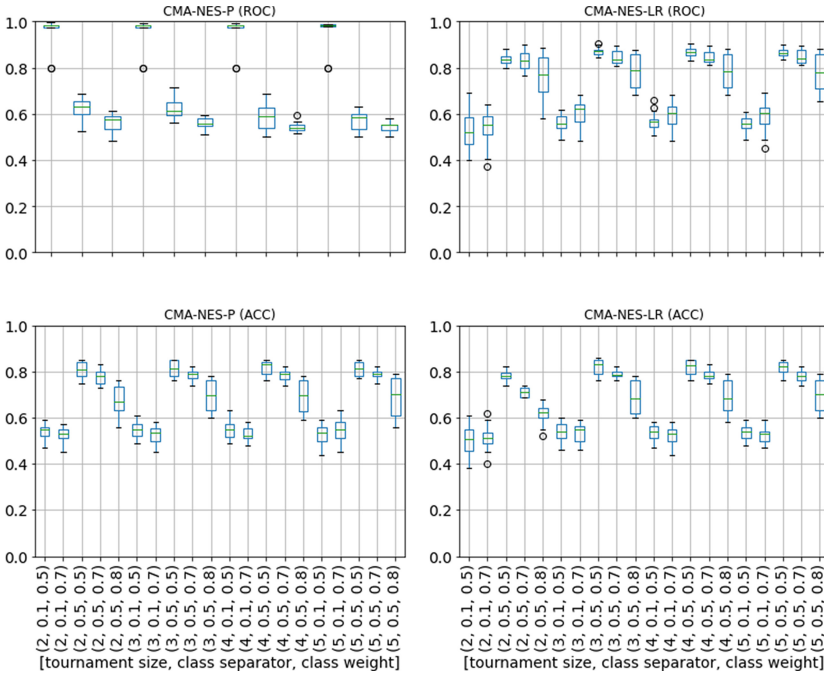 CMA-NES-P (ROC)
1.0
0.8
0.6
0.4
0.2
0.0
CMA-NES-LR (ROC)
1.0
0.8
0.6
0.4
0.2
0.0
CMA-NES-P (ACC)
1.0
0.8
0.6
0.4
0.2
0.0
(2, 0.1, 0.5)
(2, 0.1, 0.7)
(2, 0.5, 0.5)
(2, 0.5, 0.7)
(2, 0.5, 0.8)
(3, 0.1, 0.5)
(3, 0.1, 0.7)
(3, 0.5, 0.5)
(3, 0.5, 0.7)
(3, 0.5, 0.8)
(4, 0.1, 0.5)
(4, 0.1, 0.7)
(4, 0.5, 0.5)
(4, 0.5, 0.7)
(4, 0.5, 0.8)
(5, 0.1, 0.5)
(5, 0.1, 0.7)
(5, 0.5, 0.5)
(5, 0.5, 0.7)
(5, 0.5, 0.8)
[tournament size, class separator, class weight]
CMA-NES-LR (ACC)
1.0
0.8
0.6
0.4
0.2
0.0
(2, 0.1, 0.5)
(2, 0.1, 0.7)
(2, 0.5, 0.5)
(2, 0.5, 0.7)
(2, 0.5, 0.8)
(3, 0.1, 0.5)
(3, 0.1, 0.7)
(3, 0.5, 0.5)
(3, 0.5, 0.7)
(3, 0.5, 0.8)
(4, 0.1, 0.5)
(4, 0.1, 0.7)
(4, 0.5, 0.5)
(4, 0.5, 0.7)
(4, 0.5, 0.8)
(5, 0.1, 0.5)
(5, 0.1, 0.7)
(5, 0.5, 0.5)
(5, 0.5, 0.7)
(5, 0.5, 0.8)
[tournament size, class separator, class weight]